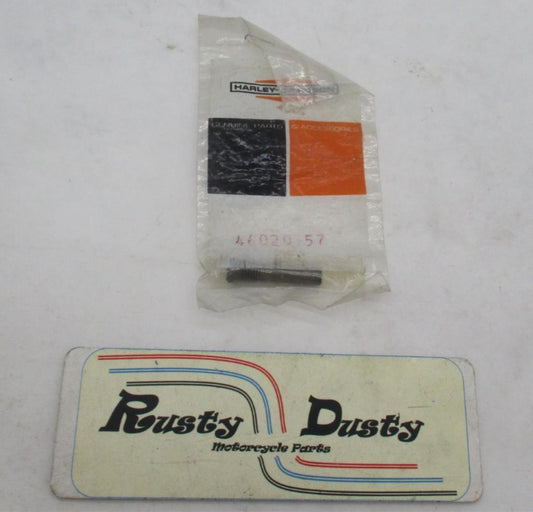 HARLEY-DAVIDSON
GENUINE PARTS & ACCESSORIES
46020-57
Rusty Dusty
Motorcycle Parts